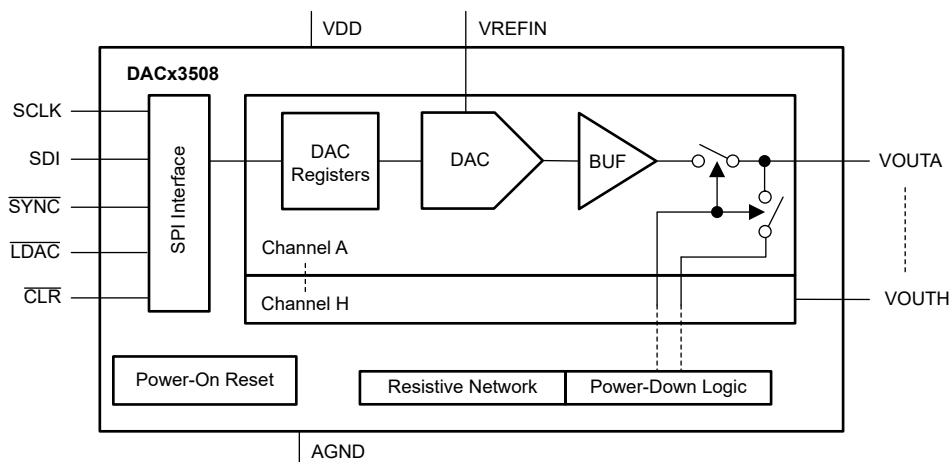 VDD
VREFIN
DACx3508
SCLK
SDI
SYNC
LDAC
CLR
SPI Interface
DAC
Registers
DAC
BUF
VOUTA
Channel A
Channel H
VOUTH
Power-On Reset
Resistive Network
Power-Down Logic
AGND